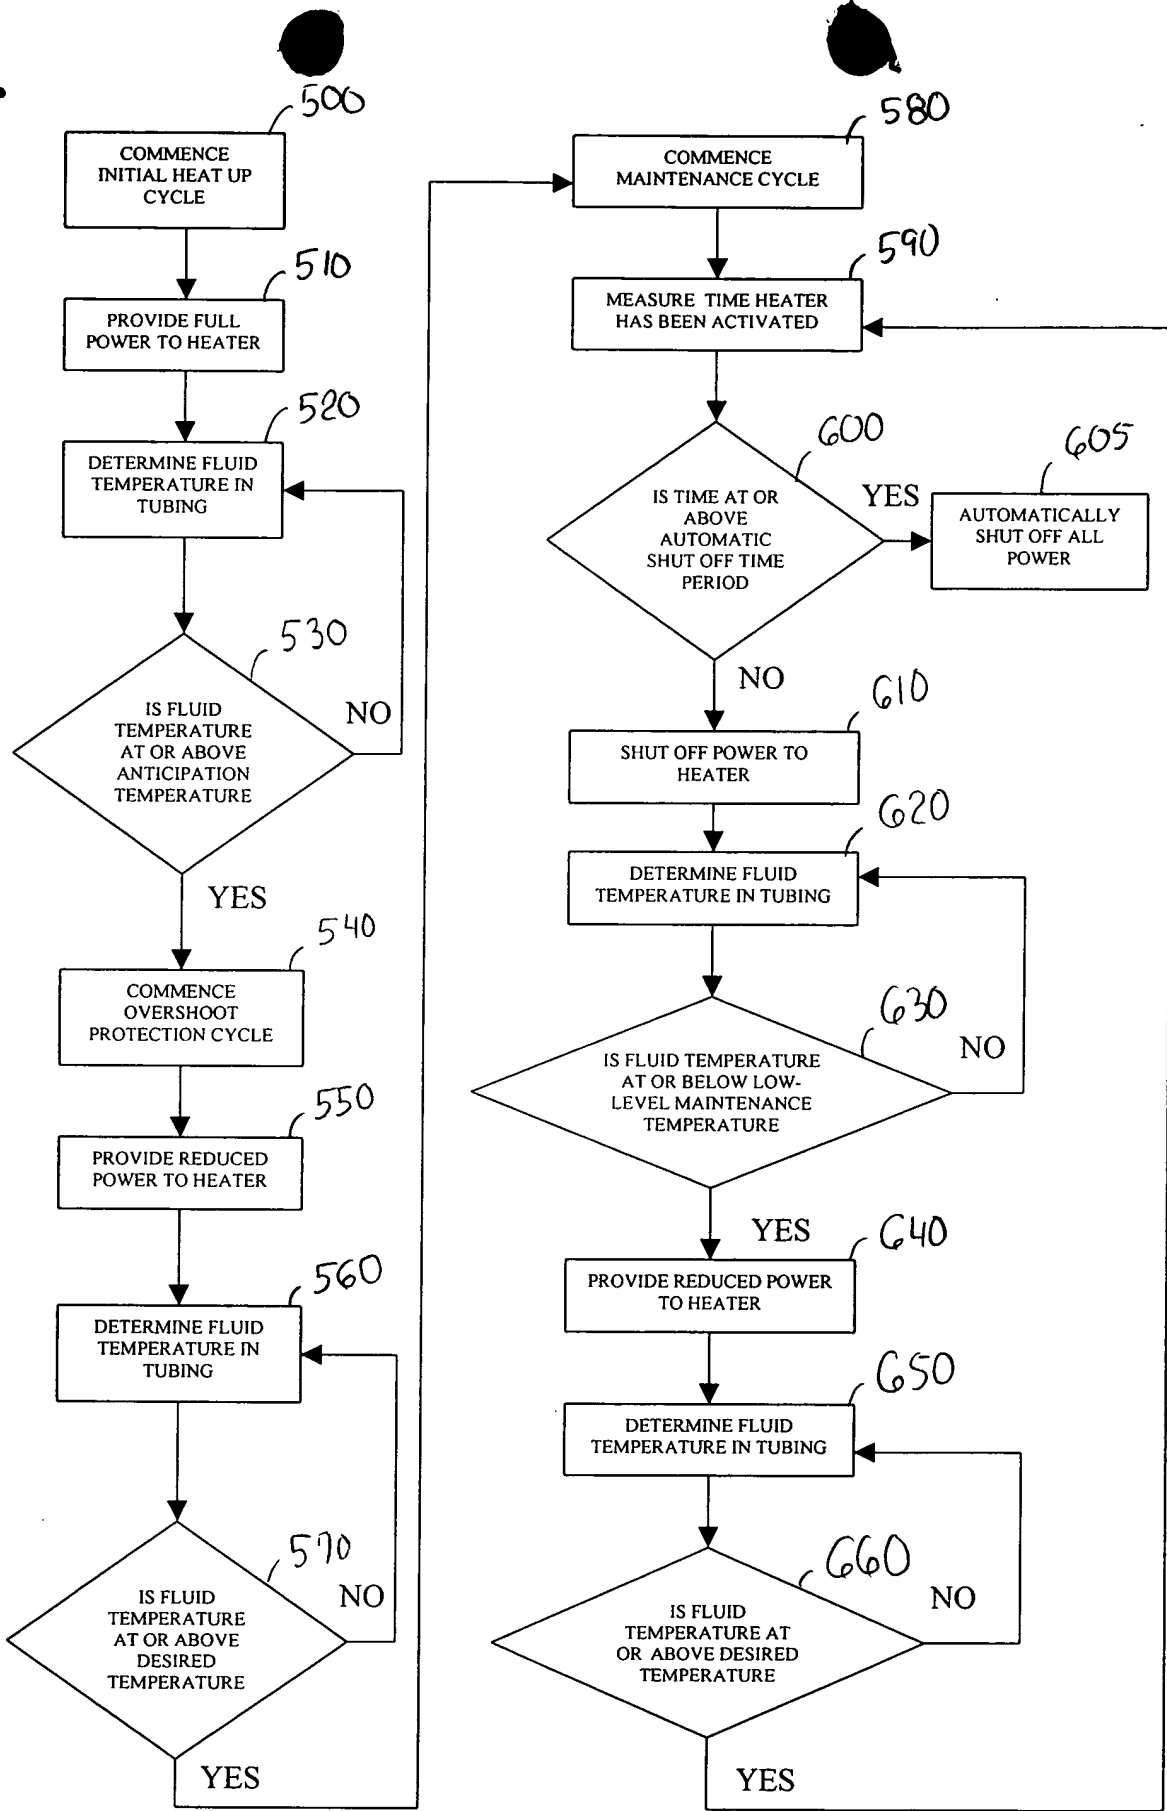 500
COMMENCE
INITIAL HEAT UP
CYCLE
510
PROVIDE FULL
POWER TO HEATER
520
DETERMINE FLUID
TEMPERATURE IN
TUBING
530
IS FLUID
TEMPERATURE
AT OR ABOVE
ANTICIPATION
TEMPERATURE
NO
YES
540
COMMENCE
OVERSHOOT
PROTECTION CYCLE
550
PROVIDE REDUCED
POWER TO HEATER
560
DETERMINE FLUID
TEMPERATURE IN
TUBING
570
IS FLUID
TEMPERATURE
AT OR ABOVE
DESIRED
TEMPERATURE
NO
YES
580
COMMENCE
MAINTENANCE CYCLE
590
MEASURE TIME HEATER
HAS BEEN ACTIVATED
600
IS TIME AT OR
ABOVE
AUTOMATIC
SHUT OFF TIME
PERIOD
YES
605
AUTOMATICALLY
SHUT OFF ALL
POWER
NO
610
SHUT OFF POWER TO
HEATER
620
DETERMINE FLUID
TEMPERATURE IN TUBING
630
IS FLUID TEMPERATURE
AT OR BELOW LOW-
LEVEL MAINTENANCE
TEMPERATURE
NO
YES
640
PROVIDE REDUCED POWER
TO HEATER
650
DETERMINE FLUID
TEMPERATURE IN TUBING
660
IS FLUID
TEMPERATURE AT
OR ABOVE DESIRED
TEMPERATURE
NO
YES